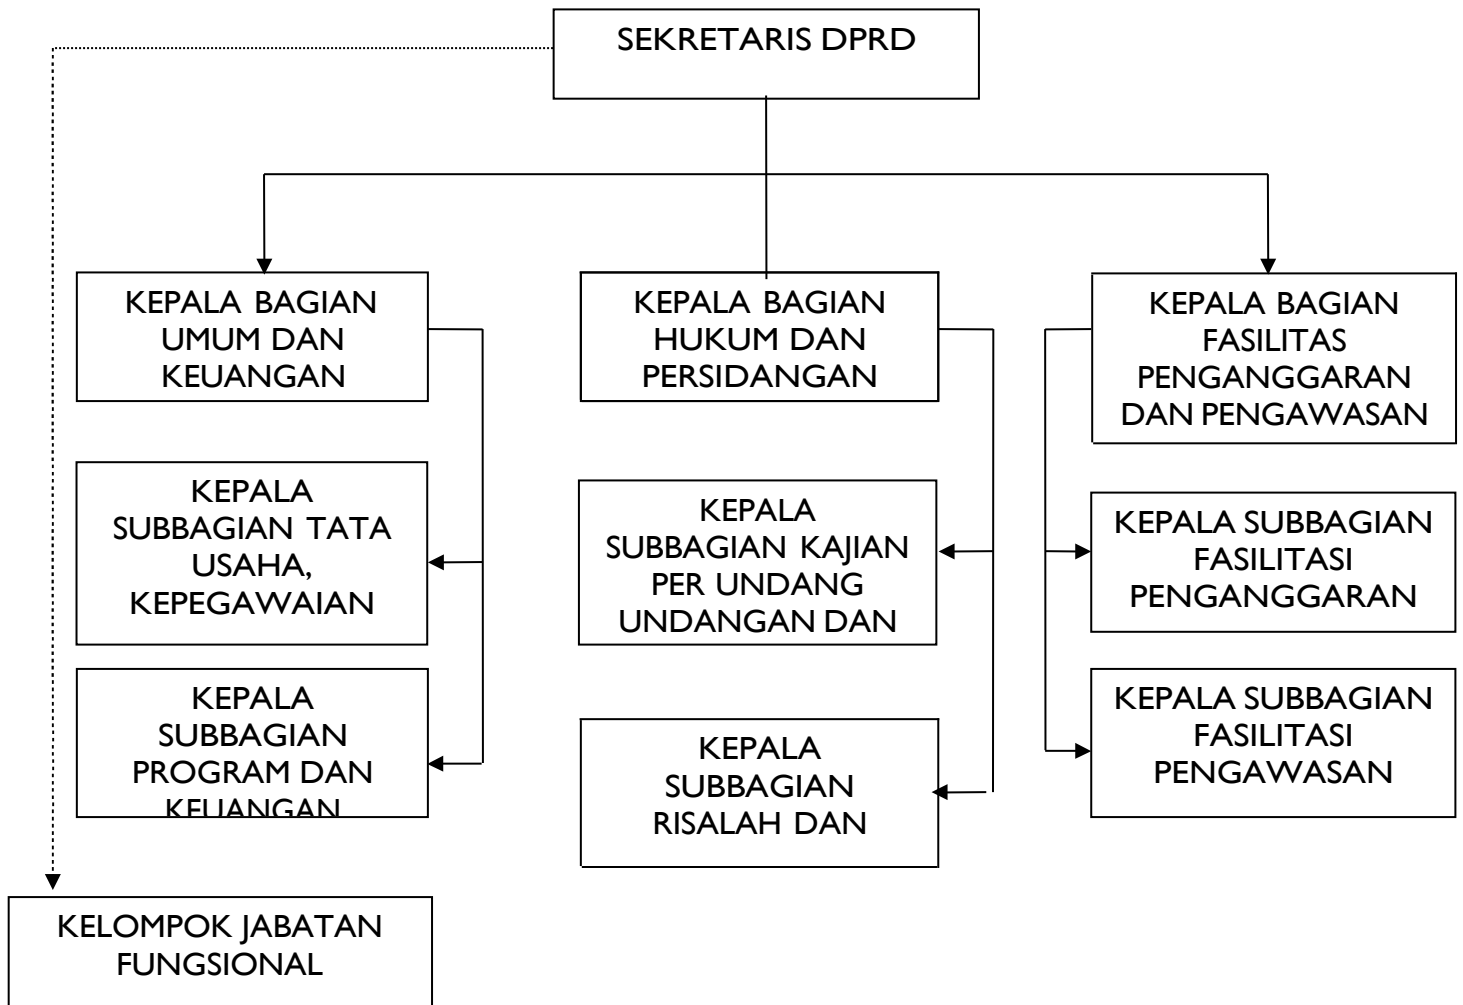 SEKRETARIS DPRD
KEPALA BAGIAN
UMUM DAN
KEUANGAN
KEPALA BAGIAN
HUKUM DAN
PERSIDANGAN
KEPALA BAGIAN
FASILITAS
PENGANGGARAN
DAN PENGAWASAN
KEPALA
SUBBAGIAN TATA
USAHA,
KEPEGAWAIAN
KEPALA
SUBBAGIAN KAJIAN
PER UNDANG
UNDANGAN DAN
KEPALA SUBBAGIAN
FASILITASI
PENGANGGARAN
KEPALA
SUBBAGIAN
PROGRAM DAN
KEUANGAN
KEPALA
SUBBAGIAN
RISALAH DAN
KEPALA SUBBAGIAN
FASILITASI
PENGAWASAN
KELOMPOK JABATAN
FUNGSIONAL